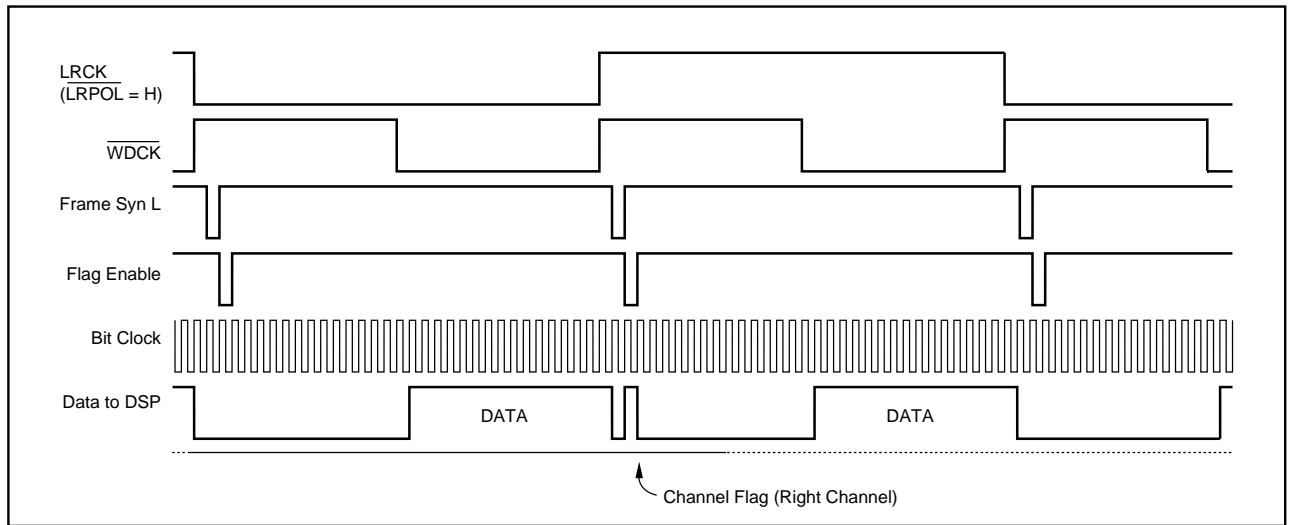 LRCK
(LRPOL = H)
WDCK
Frame Syn L
Flag Enable
Bit Clock
Data to DSP
DATA
DATA
Channel Flag (Right Channel)